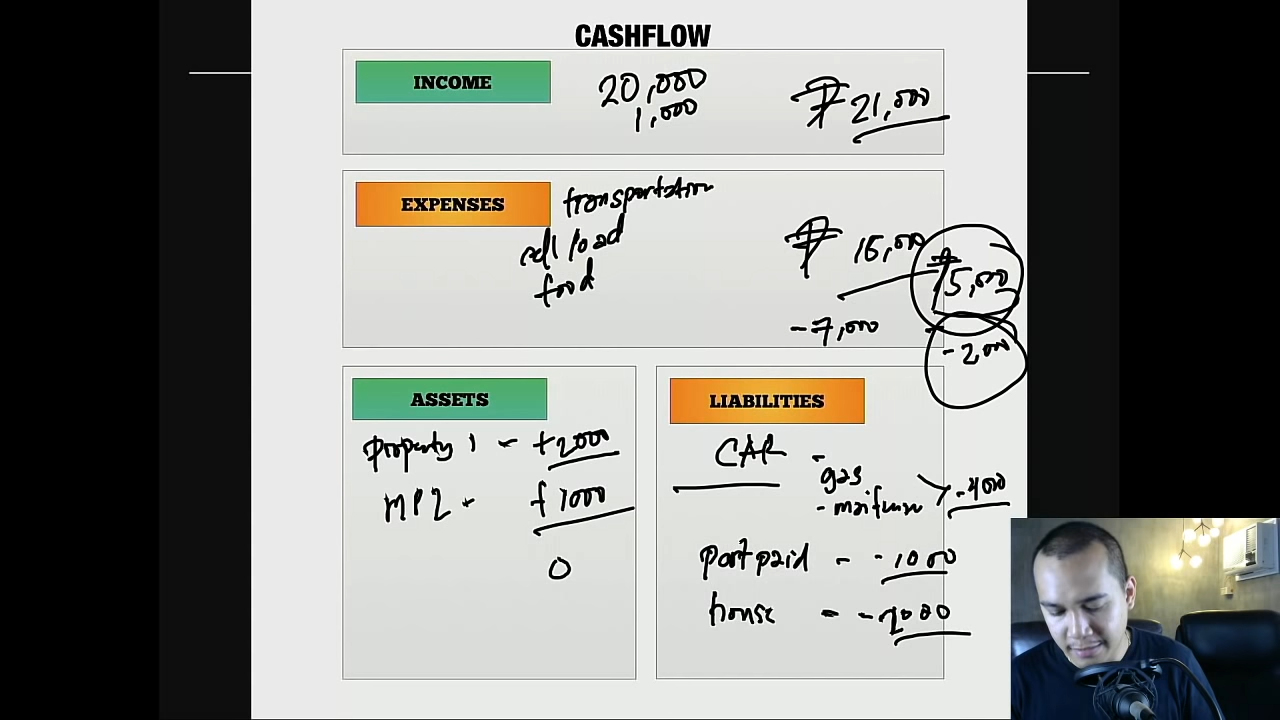 CASHFLOW
INCOME
20,000
1,000
₱ 21,000
EXPENSES
transportation
cell load
food
₱ 16,000
₱ 5,000
-7,000
-2,000
ASSETS
property 1 - +2000
MP2 - +1000
0
LIABILITIES
CAR -
gas
- -4000
postpaid - -1000
house - -2000